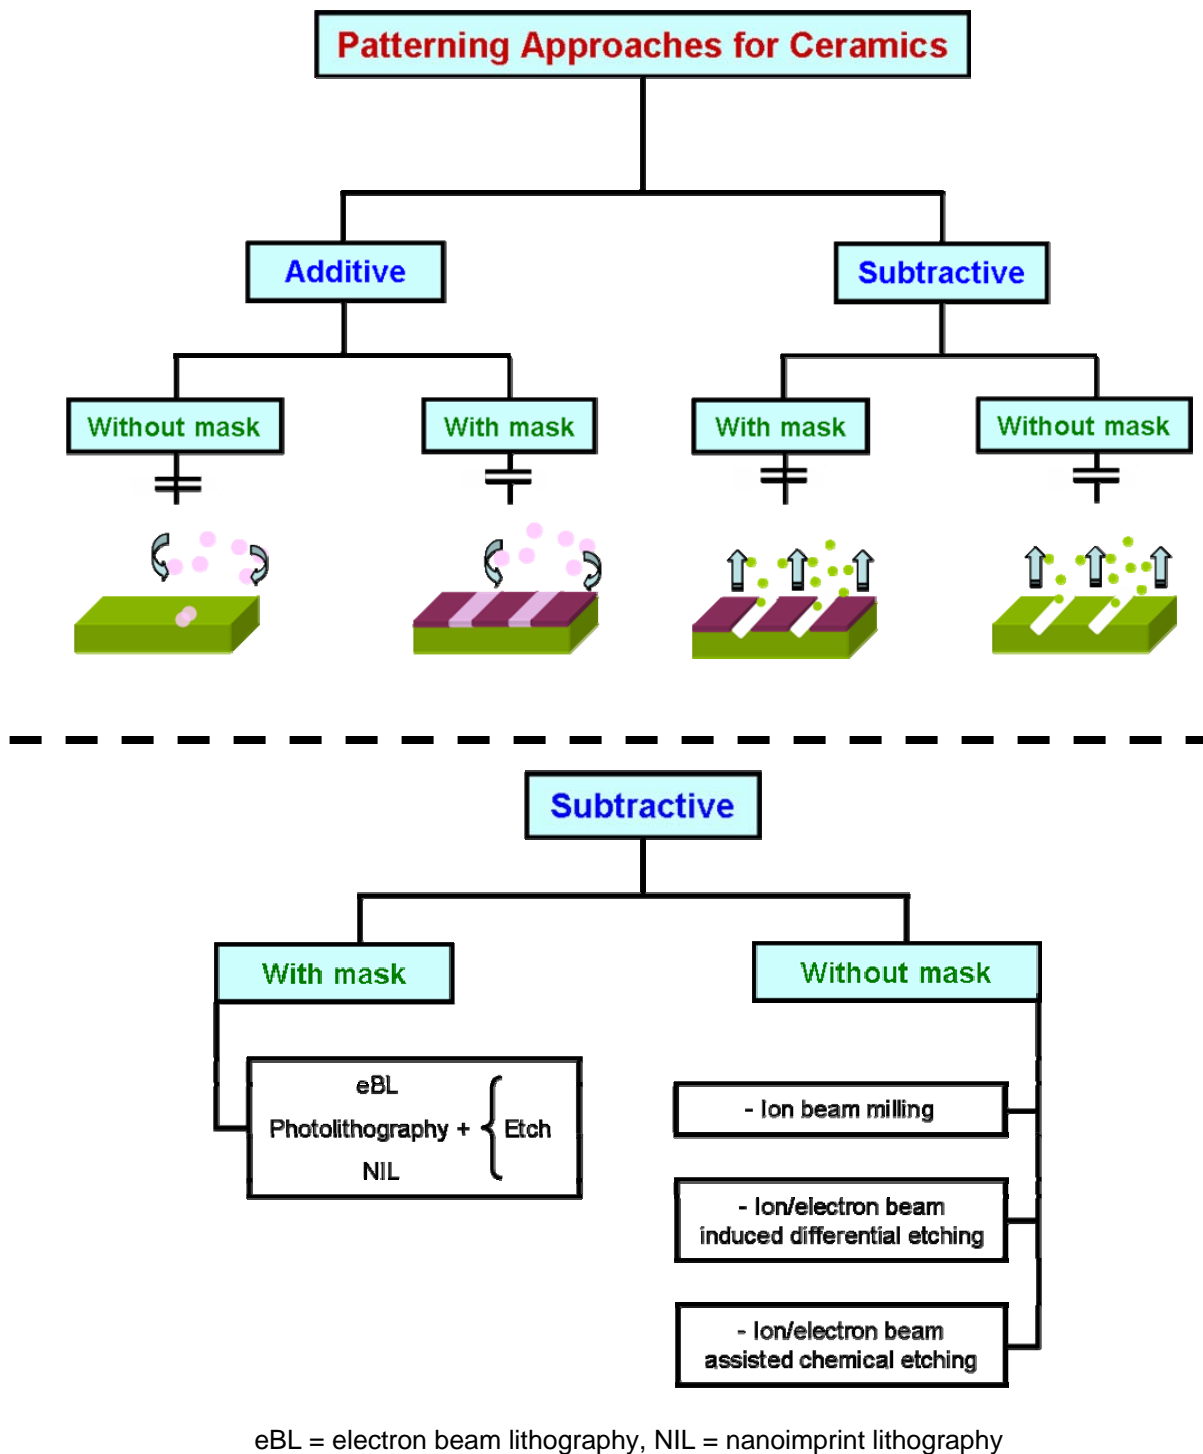 Patterning Approaches for Ceramics
Additive
Subtractive
Without mask
With mask
With mask
Without mask
Subtractive
With mask
Without mask
eBL
Photolithography + { Etch
NIL
- Ion beam milling
- Ion/electron beam
induced differential etching
- Ion/electron beam
assisted chemical etching
eBL = electron beam lithography, NIL = nanoimprint lithography